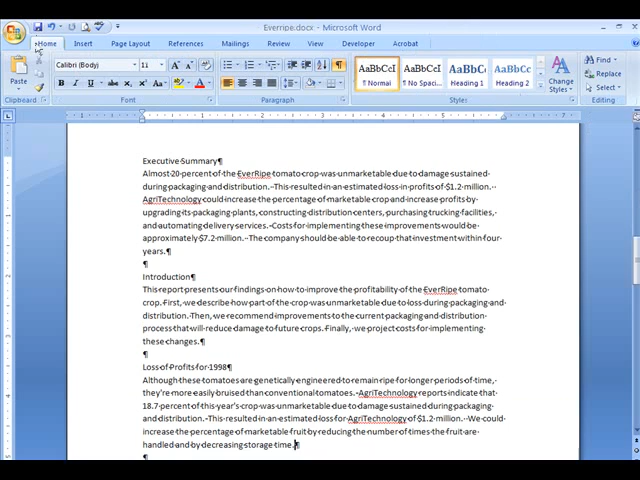 Everripe.docx - Microsoft Word
Home Insert Page Layout References Mailings Review View Developer Acrobat
Calibri (Body) 11
AaBbCcI AaBbCcI AaBbC AaBbCc
Paste
B I U abc x₂ x² Aa
¶ Normal ¶ No Spaci... Heading 1 Heading 2
Change Styles
Find
Replace
Select
Clipboard Font Paragraph Styles Editing
Executive Summary¶
Almost 20 percent of the EverRipe tomato crop was unmarketable due to damage sustained
during packaging and distribution. This resulted in an estimated loss in profits of $1.2 million.
AgriTechnology could increase the percentage of marketable crop and increase profits by
upgrading its packaging plants, constructing distribution centers, purchasing trucking facilities,
and automating delivery services. Costs for implementing these improvements would be
approximately $7.2 million. The company should be able to recoup that investment within four
years.¶
¶
Introduction¶
This report presents our findings on how to improve the profitability of the EverRipe tomato
crop. First, we describe how part of the crop was unmarketable due to loss during packaging and
distribution. Then, we recommend improvements to the current packaging and distribution
process that will reduce damage to future crops. Finally, we project costs for implementing
these changes.¶
¶
Loss of Profits for 1998¶
Although these tomatoes are genetically engineered to remain ripe for longer periods of time,
they're more easily bruised than conventional tomatoes. AgriTechnology reports indicate that
18.7 percent of this year's crop was unmarketable due to damage sustained during packaging
and distribution. This resulted in an estimated loss for AgriTechnology of $1.2 million. We could
increase the percentage of marketable fruit by reducing the number of times the fruit are
handled and by decreasing storage time.¶
¶